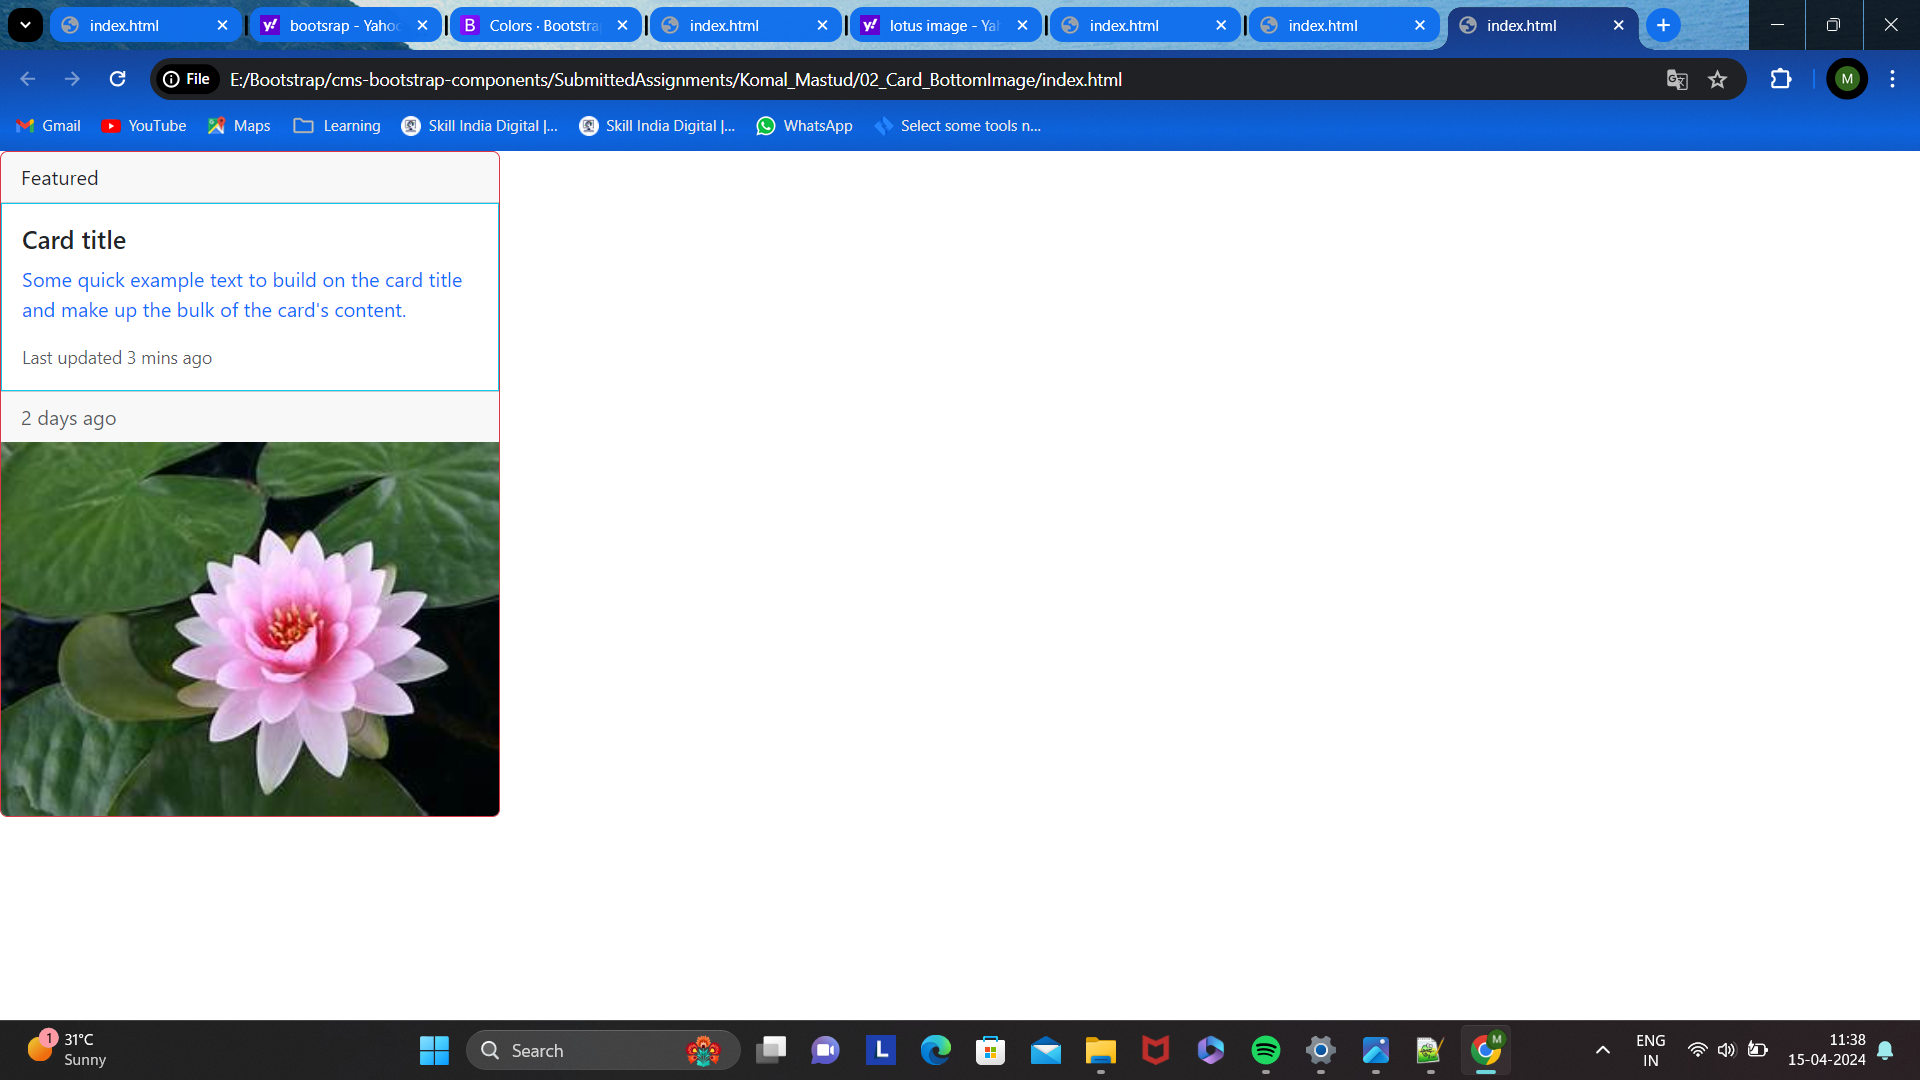 index.html
bootsrap - Yahoo
Colors · Bootstra
index.html
lotus image - Yah
index.html
index.html
index.html
File
E:/Bootstrap/cms-bootstrap-components/SubmittedAssignments/Komal_Mastud/02_Card_BottomImage/index.html
M
Gmail
YouTube
Maps
Learning
Skill India Digital |...
Skill India Digital |...
WhatsApp
Select some tools n...
Featured
Card title
Some quick example text to build on the card title
and make up the bulk of the card's content.
Last updated 3 mins ago
2 days ago
1
31°C
Sunny
Search
L
M
ENG
IN
11:38
15-04-2024